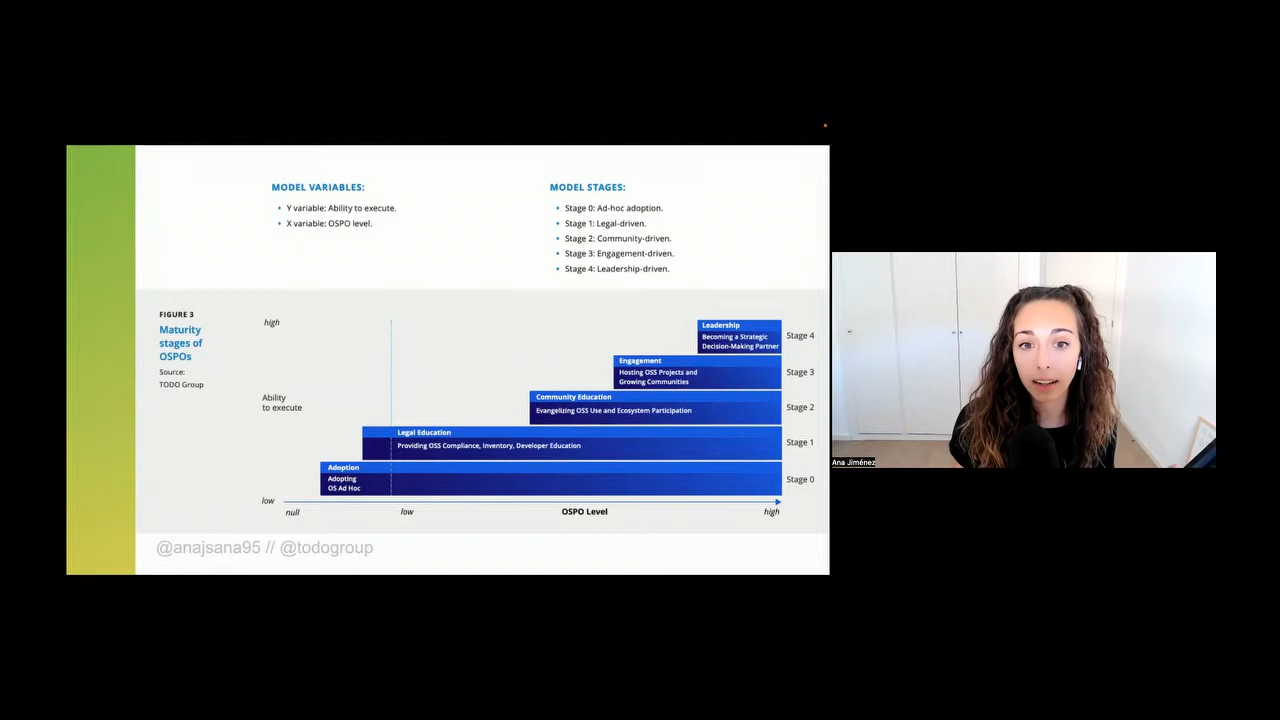 MODEL VARIABLES:
• Y variable: Ability to execute.
• X variable: OSPO level.
MODEL STAGES:
• Stage 0: Ad-hoc adoption.
• Stage 1: Legal-driven.
• Stage 2: Community-driven.
• Stage 3: Engagement-driven.
• Stage 4: Leadership-driven.
FIGURE 3
Maturity
stages of
OSPOs
Source:
TODO Group
high
Ability
to execute
low
Leadership
Becoming a Strategic
Decision-Making Partner
Stage 4
Engagement
Hosting OSS Projects and
Growing Communities
Stage 3
Community Education
Evangelizing OSS Use and Ecosystem Participation
Stage 2
Legal Education
Providing OSS Compliance, Inventory, Developer Education
Stage 1
Adoption
Adopting
OS Ad Hoc
Stage 0
null
low
OSPO Level
high
@anajsana95 // @todogroup
Ana Jiménez